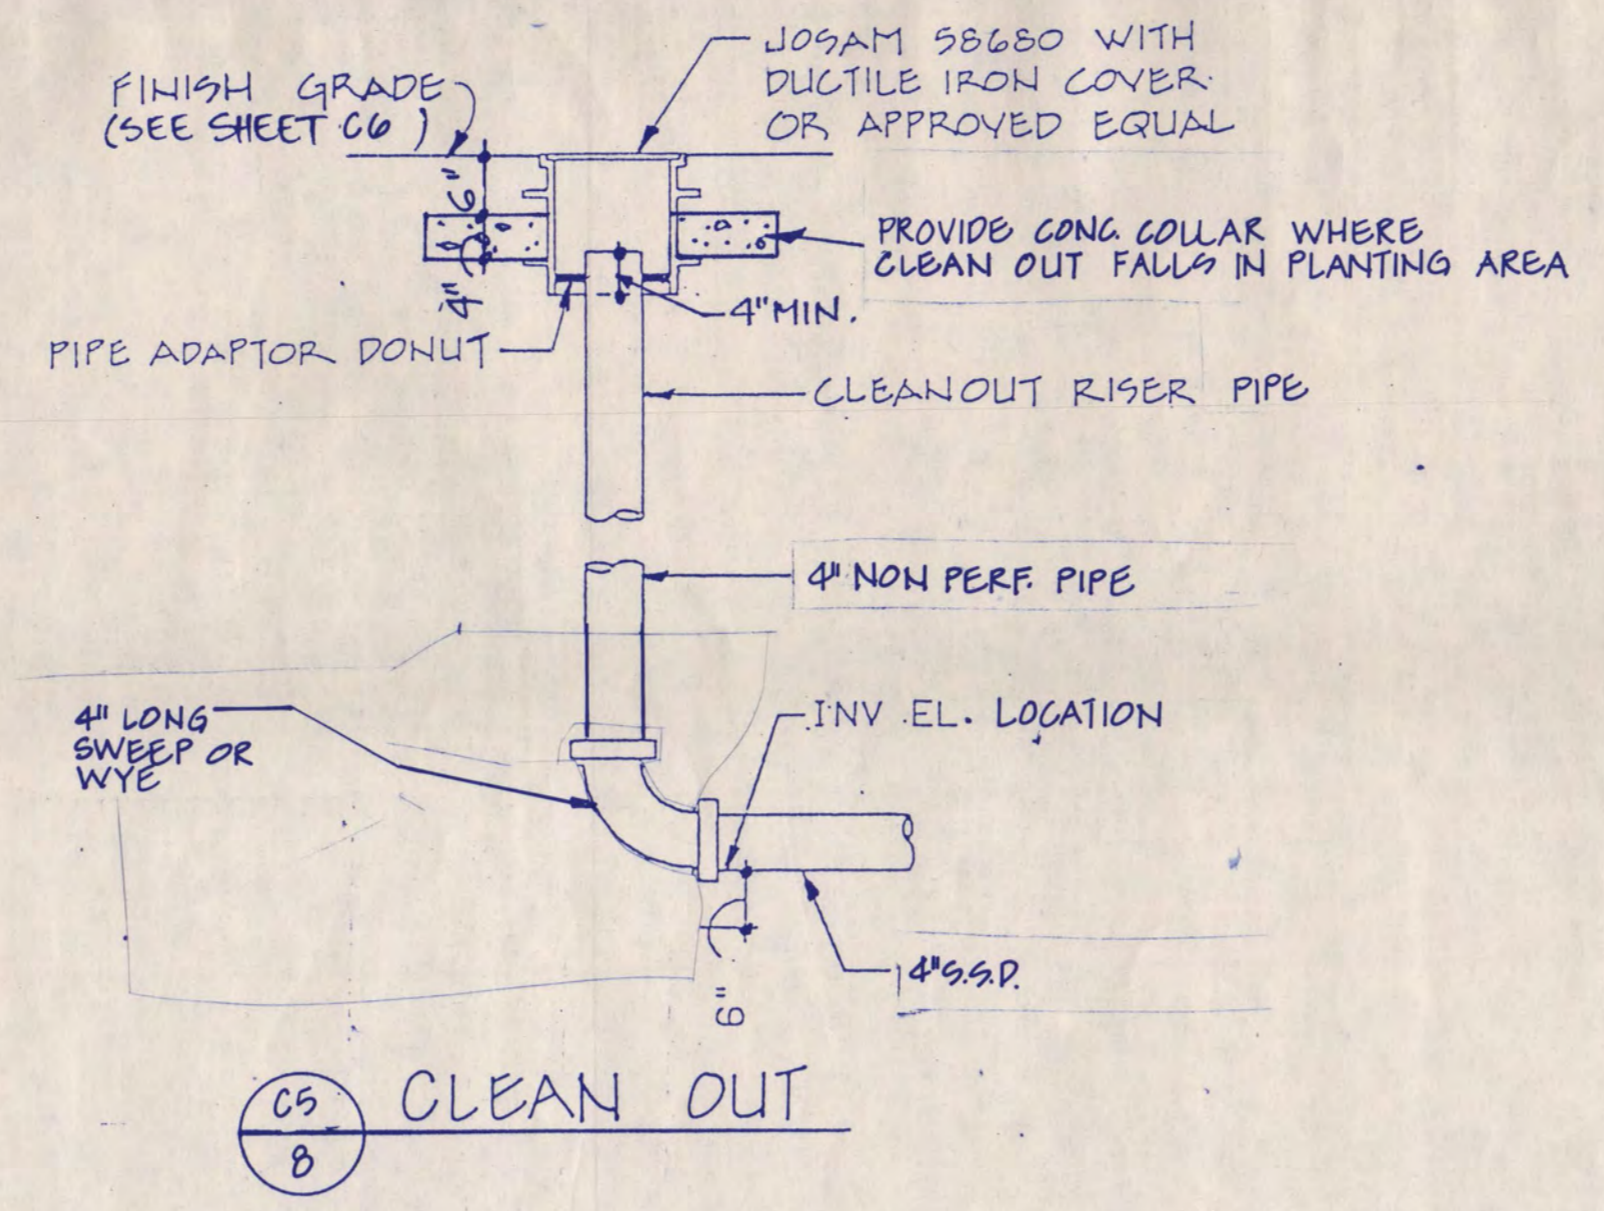 JOSAM 58680 WITH
DUCTILE IRON COVER
OR APPROVED EQUAL
FINISH GRADE
(SEE SHEET C6)
6"
4"
PROVIDE CONC. COLLAR WHERE
CLEAN OUT FALLS IN PLANTING AREA
4" MIN.
PIPE ADAPTOR DONUT
CLEANOUT RISER PIPE
4" NON PERF. PIPE
4" LONG
SWEEP OR
WYE
INV. EL. LOCATION
4" S.S.D.
6"
C5
8
CLEAN OUT